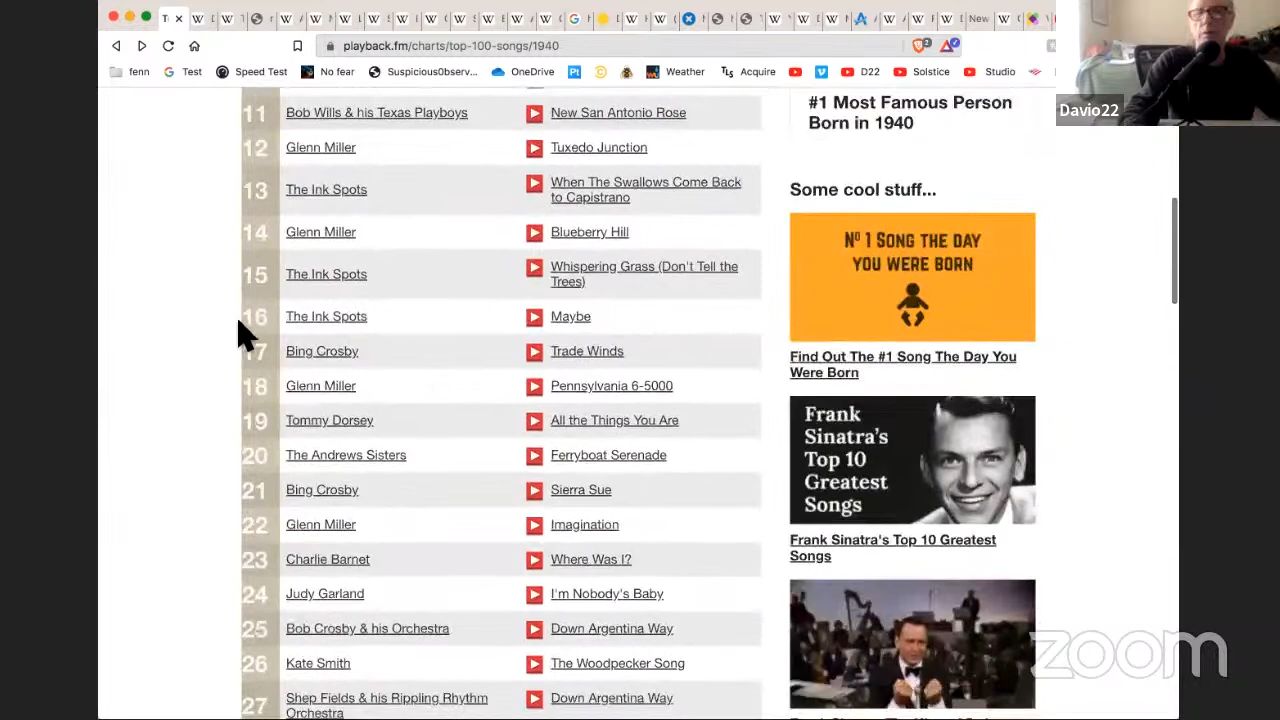 playback.fm/charts/top-100-songs/1940
2
fenn
Test
Speed Test
No fear
Suspicious0bserv...
OneDrive
Weather
Acquire
D22
Solstice
Studio
Davio22
11 Bob Wills & His Texas Playboys New San Antonio Rose
12 Glenn Miller Tuxedo Junction
13 The Ink Spots When The Swallows Come Back
to Capistrano
14 Glenn Miller Blueberry Hill
15 The Ink Spots Whispering Grass (Don't Tell the
Trees)
16 The Ink Spots Maybe
17 Bing Crosby Trade Winds
18 Glenn Miller Pennsylvania 6-5000
19 Tommy Dorsey All the Things You Are
20 The Andrews Sisters Ferryboat Serenade
21 Bing Crosby Sierra Sue
22 Glenn Miller Imagination
23 Charlie Barnet Where Was I?
24 Judy Garland I'm Nobody's Baby
25 Bob Crosby & his Orchestra Down Argentina Way
26 Kate Smith The Woodpecker Song
27 Shep Fields & his Rippling Rhythm
Orchestra Down Argentina Way
#1 Most Famous Person
Born in 1940
Some cool stuff...
Nº 1 SONG THE DAY
YOU WERE BORN
Find Out The #1 Song The Day You
Were Born
Frank
Sinatra's
Top 10
Greatest
Songs
Frank Sinatra's Top 10 Greatest
Songs
zoom